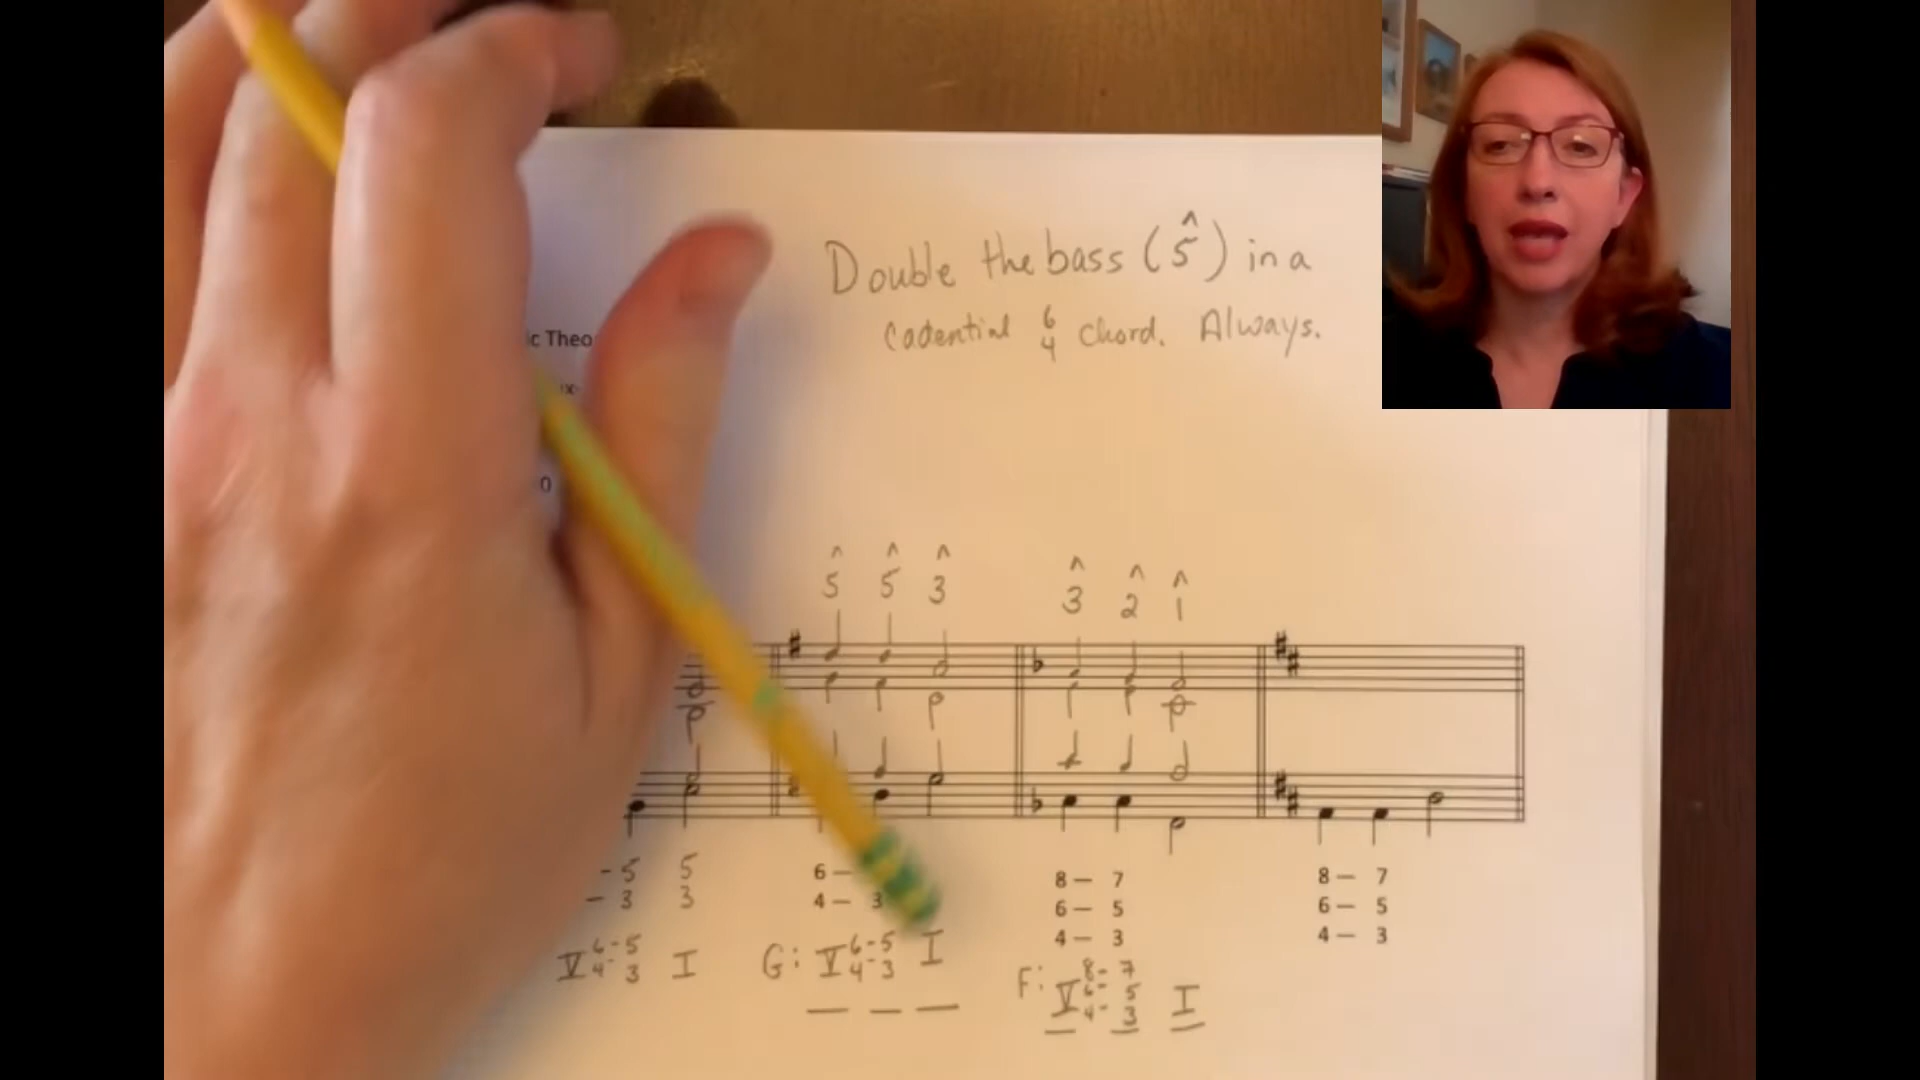 Double the bass (5̂) in a
cadential 6/4 chord. Always.
ic Theo
0
^ ^ ^
5 5 3
^ ^ ^
3 2 1
- 5 5
- 3 3
6 —
4 — 3
8 — 7
6 — 5
4 — 3
8 — 7
6 — 5
4 — 3
V 6-5 I
4-3
G: V 6-5 I
4-3
F: V 8-7 I
6-5
4-3